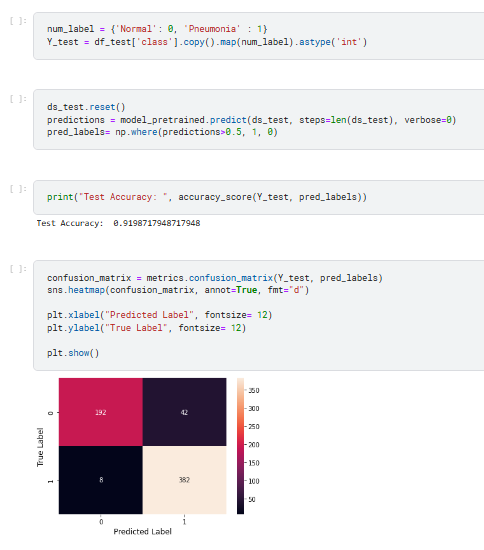 [ ]:
num_label = {'Normal': 0, 'Pneumonia' : 1}
Y_test = df_test['class'].copy().map(num_label).astype('int')
[ ]:
ds_test.reset()
predictions = model_pretrained.predict(ds_test, steps=len(ds_test), verbose=0)
pred_labels= np.where(predictions>0.5, 1, 0)
[ ]:
print("Test Accuracy: ", accuracy_score(Y_test, pred_labels))
Test Accuracy:  0.9198717948717948
[ ]:
confusion_matrix = metrics.confusion_matrix(Y_test, pred_labels)
sns.heatmap(confusion_matrix, annot=True, fmt="d")
plt.xlabel("Predicted Label", fontsize= 12)
plt.ylabel("True Label", fontsize= 12)
plt.show()
True Label
0
192
42
1
8
382
0
1
Predicted Label
350
300
250
200
150
100
50